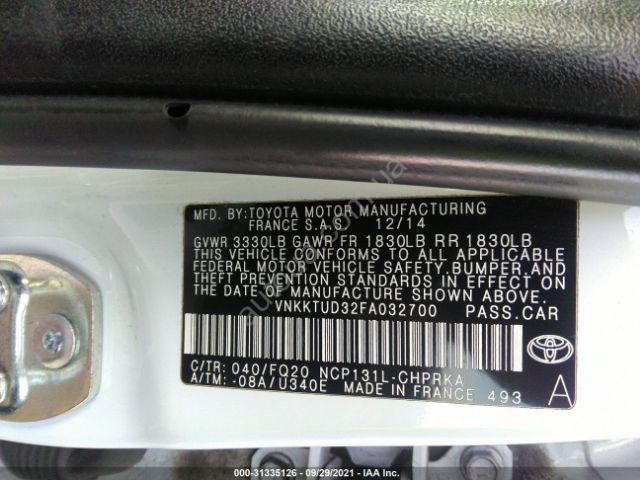 MFD. BY: TOYOTA MOTOR MANUFACTURING
FRANCE S.A.S. 12/14
GVWR 3330LB GAWR FR 1830LB RR 1830LB
THIS VEHICLE CONFORMS TO ALL APPLICABLE
FEDERAL MOTOR VEHICLE SAFETY, BUMPER, AND
THEFT PREVENTION STANDARDS IN EFFECT ON
THE DATE OF MANUFACTURE SHOWN ABOVE.
VNKKTUD32FA032700 PASS.CAR
C/TR: 040/FQ20 NCP131L-CHPRKA
A/TM: -08A/U340E MADE IN FRANCE 493
A
TOYOTA
000-31335126 - 09/29/2021 - IAA Inc.